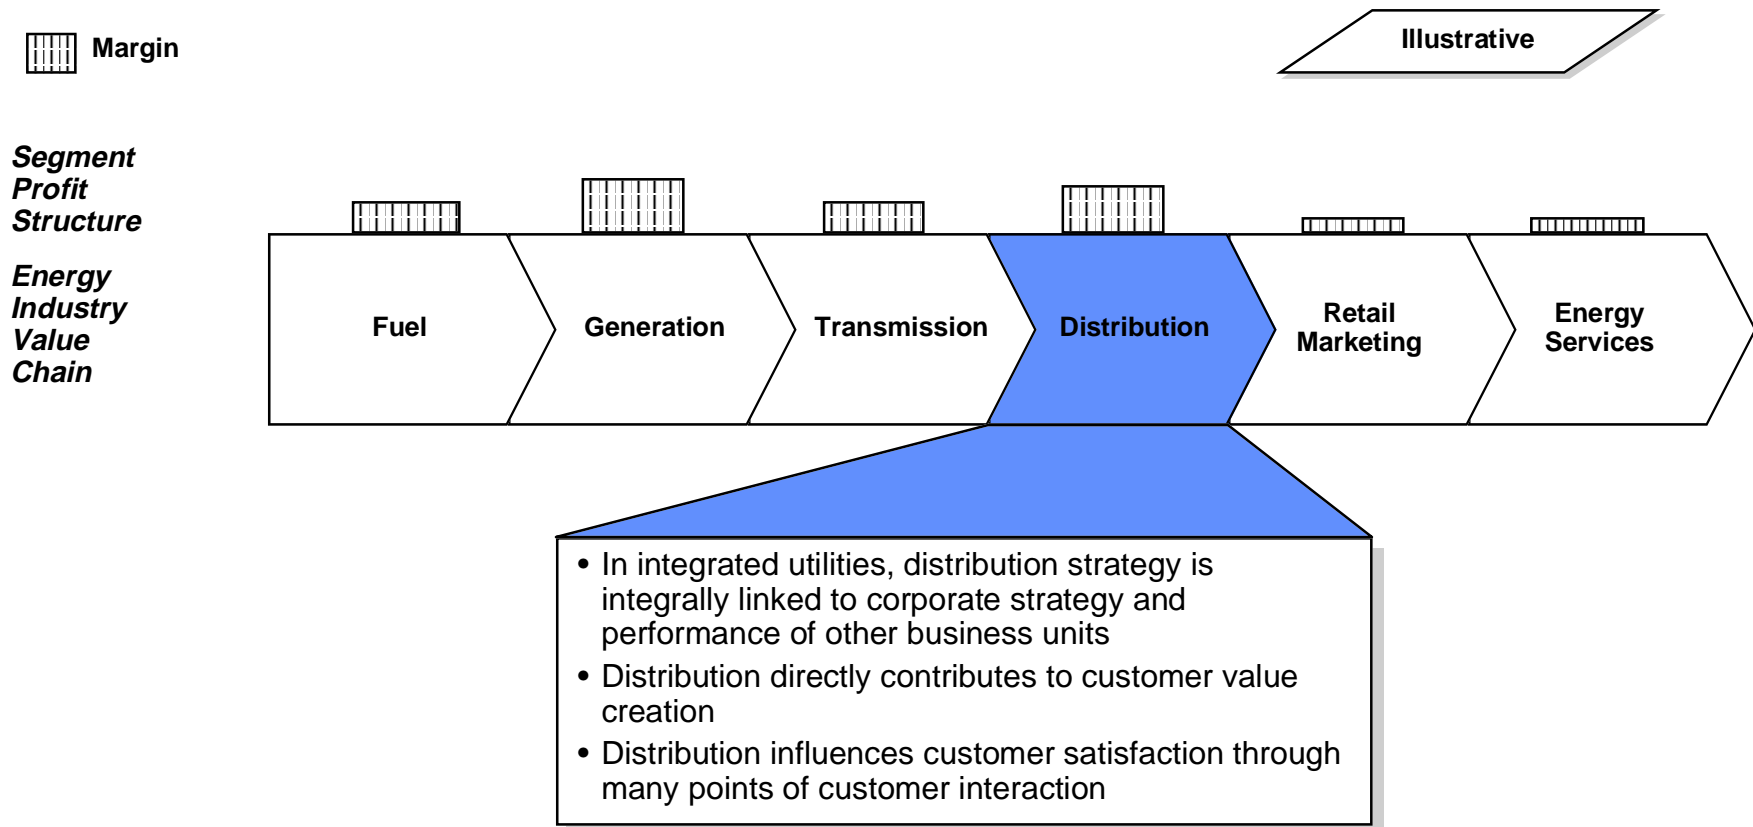 Margin
Illustrative
Segment
Profit
Structure
Energy
Industry
Value
Chain
Fuel
Generation
Transmission
Distribution
Retail
Marketing
Energy
Services
• In integrated utilities, distribution strategy is
integrally linked to corporate strategy and
performance of other business units
• Distribution directly contributes to customer value
creation
• Distribution influences customer satisfaction through
many points of customer interaction